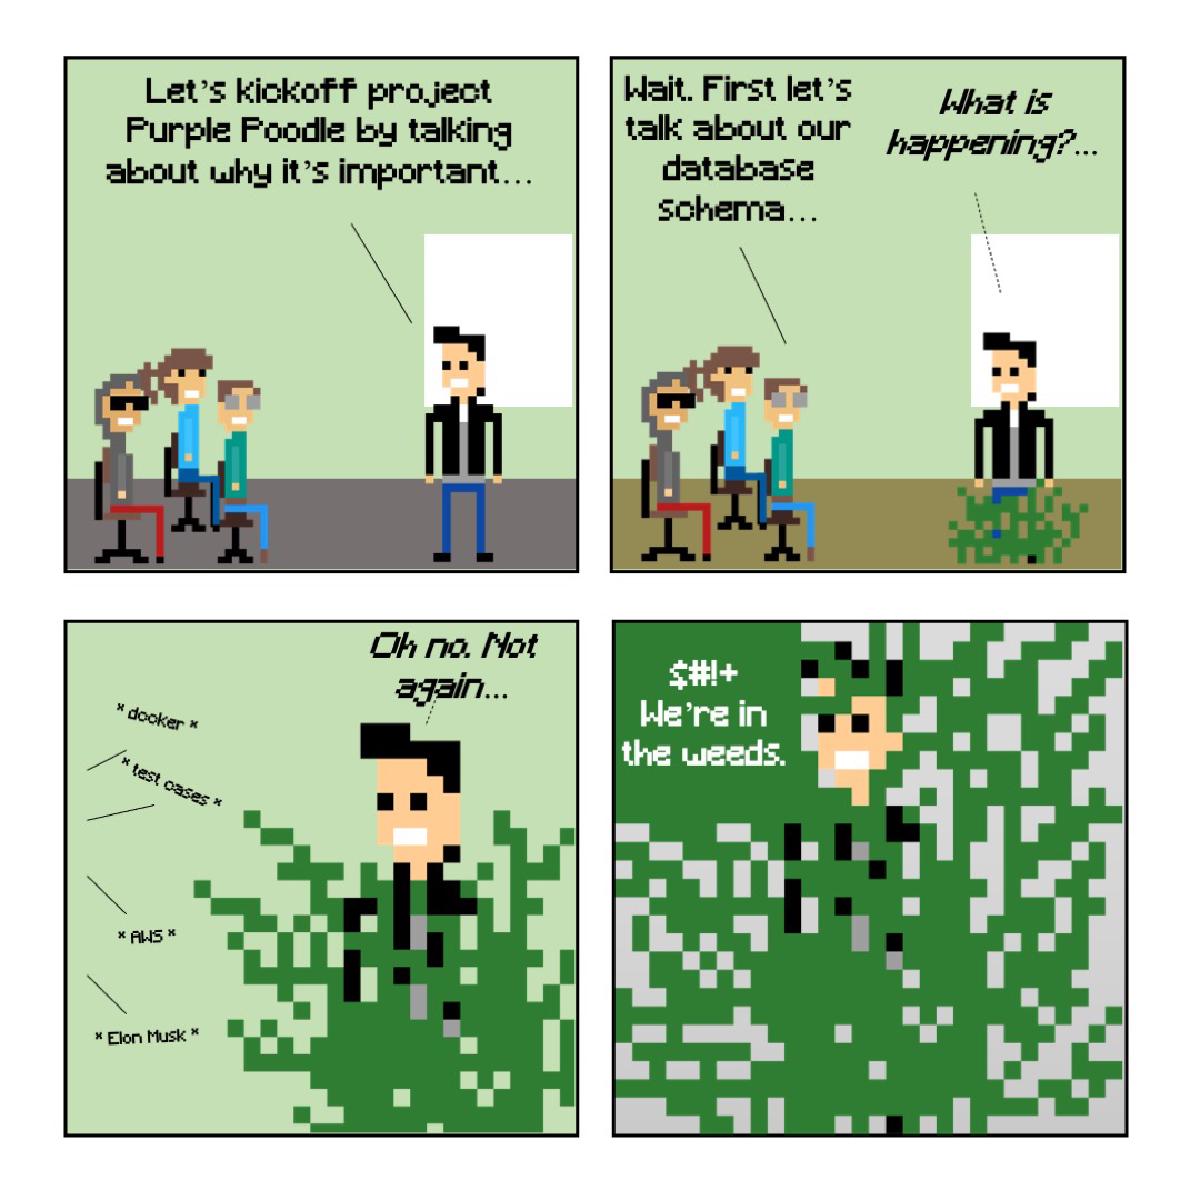 Let's kickoff project
Purple Poodle by talking
about why it's important...
Wait. First let's
talk about our
database
schema...
What is
happening?...
Oh no. Not
again...
* docker *
* test cases *
* AWS *
* Elon Musk *
$#!+
We're in
the weeds.